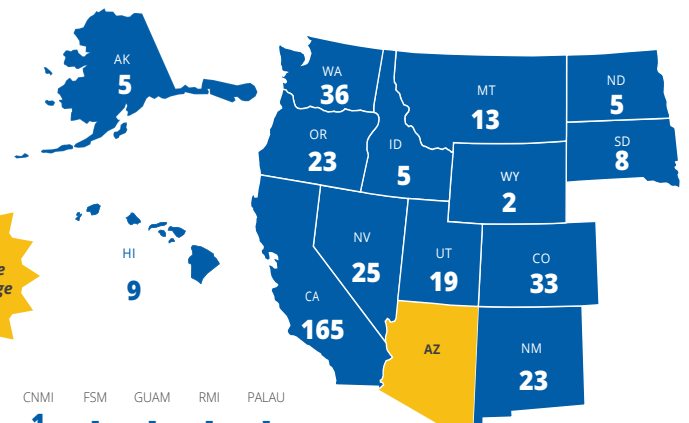 AK
5
WA
36
MT
13
ND
5
OR
23
ID
5
SD
8
WY
2
HI
9
NV
25
UT
19
CO
33
CA
165
AZ
NM
23
CNMI FSM GUAM RMI PALAU
1 - - - -